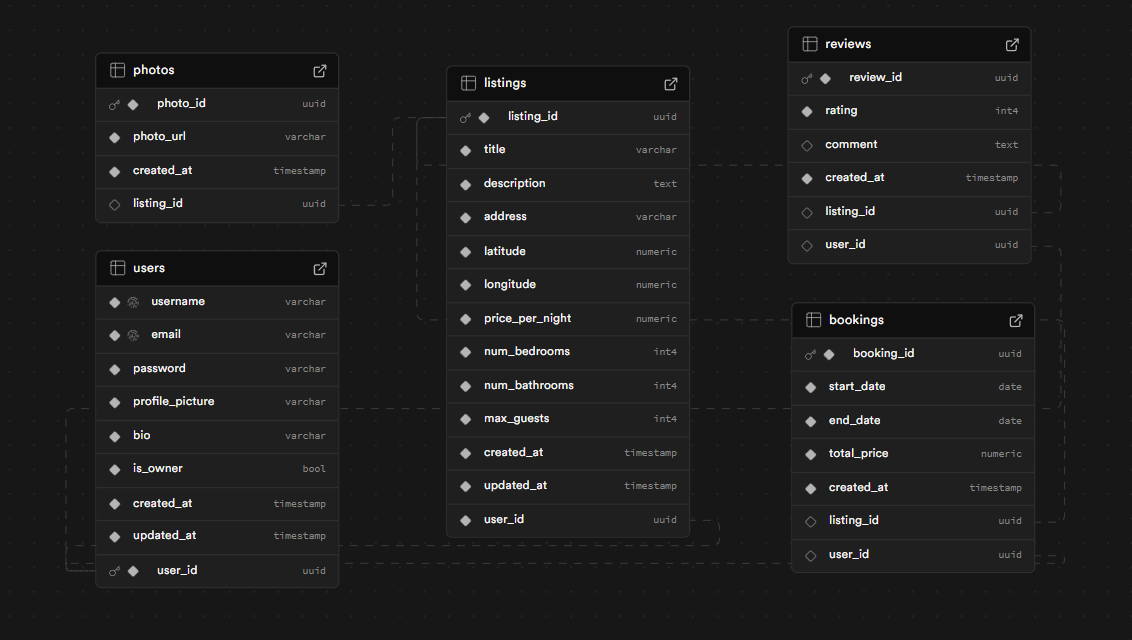 photos
photo_id uuid
photo_url varchar
created_at timestamp
listing_id uuid
users
username varchar
email varchar
password varchar
profile_picture varchar
bio varchar
is_owner bool
created_at timestamp
updated_at timestamp
user_id uuid
listings
listing_id uuid
title varchar
description text
address varchar
latitude numeric
longitude numeric
price_per_night numeric
num_bedrooms int4
num_bathrooms int4
max_guests int4
created_at timestamp
updated_at timestamp
user_id uuid
reviews
review_id uuid
rating int4
comment text
created_at timestamp
listing_id uuid
user_id uuid
bookings
booking_id uuid
start_date date
end_date date
total_price numeric
created_at timestamp
listing_id uuid
user_id uuid